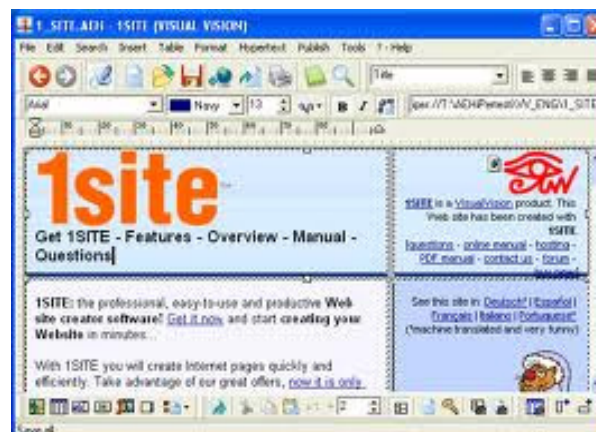 1_SITE.AEH - 1SITE (VISUAL VISION)
File Edit Search Insert Table Format Hypertext Publish Tools ? - Help
Title
Arial Navy 13 B I
1site
Get 1SITE - Features - Overview - Manual -
Questions
1SITE is a VisualVision product. This
Web site has been created with
1SITE
[questions - online manual - hosting -
PDF manual - contact us - forum -
1SITE: the professional, easy-to-use and productive Web
site creator software! Get it now and start creating your
Website in minutes...
With 1SITE you will create Internet pages quickly and
efficiently. Take advantage of our great offers, now it is only
See this site in Deutsch! | Español |
Français | Italiano | Portuguese!
(*machine translated and very funny)
2